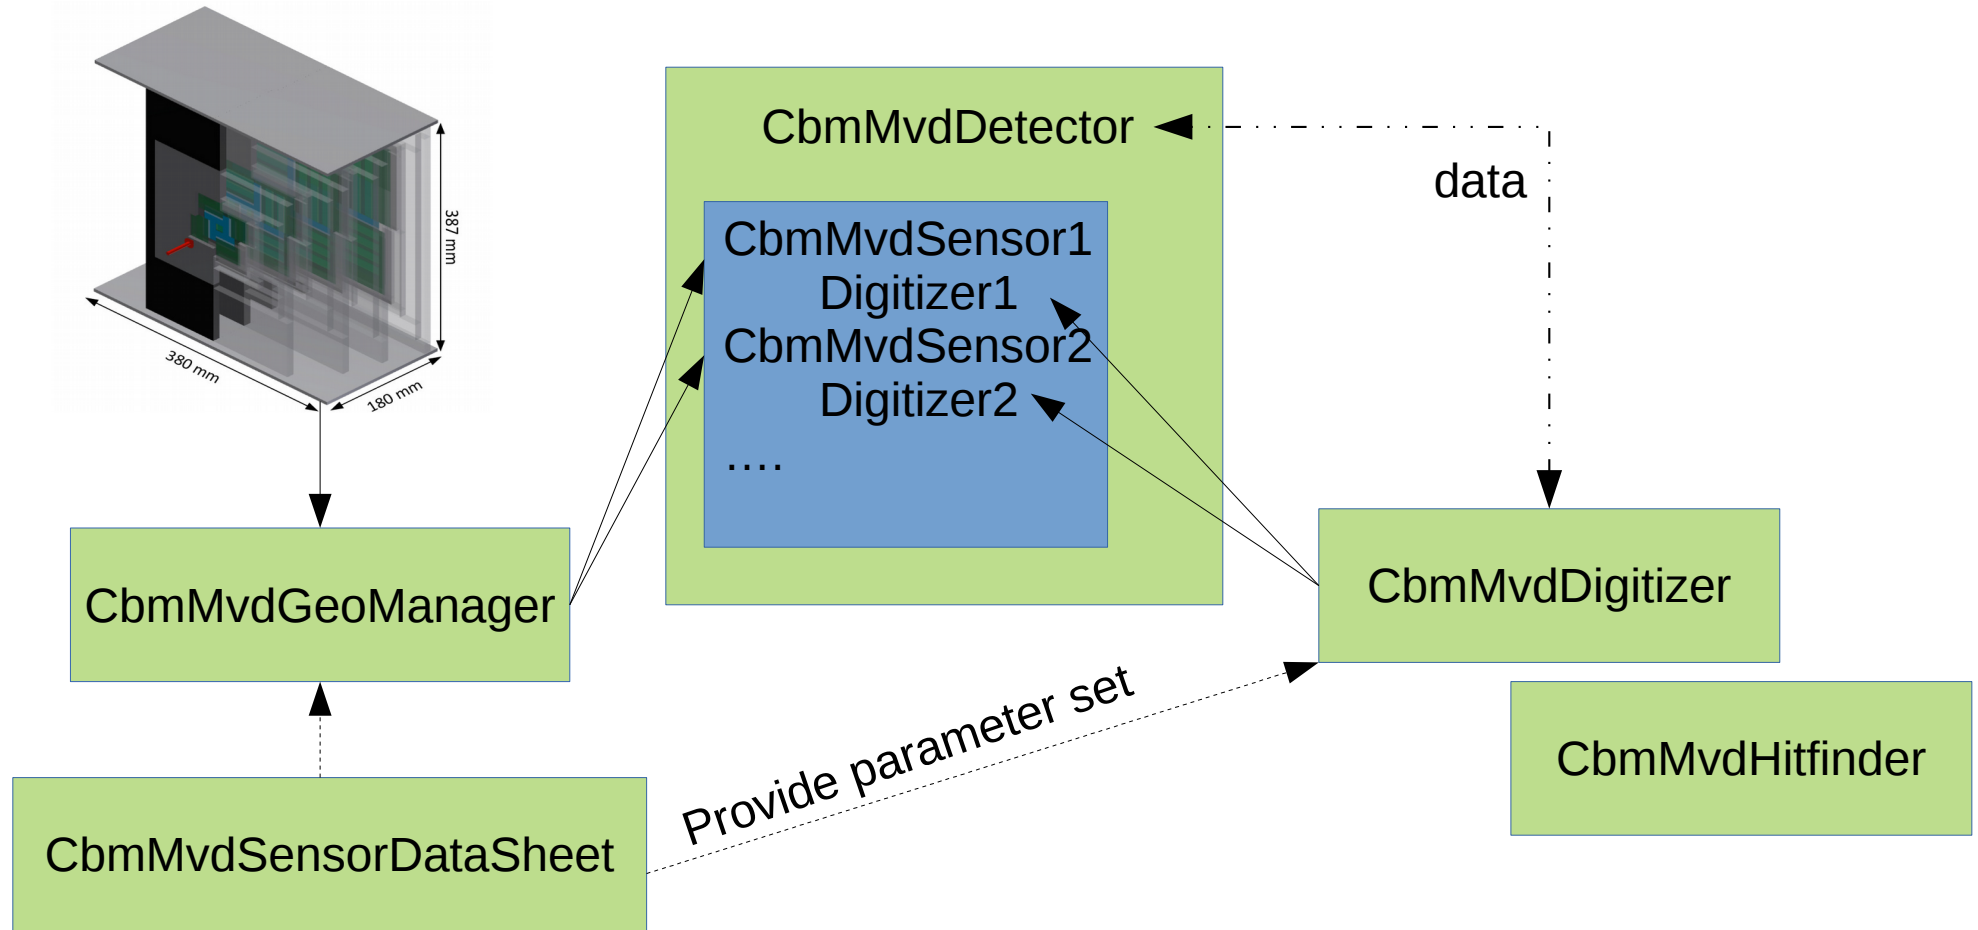 387 mm
380 mm
180 mm
CbmMvdDetector
data
CbmMvdSensor1
Digitizer1
CbmMvdSensor2
Digitizer2
....
CbmMvdGeoManager
CbmMvdDigitizer
Provide parameter set
CbmMvdHitfinder
CbmMvdSensorDataSheet